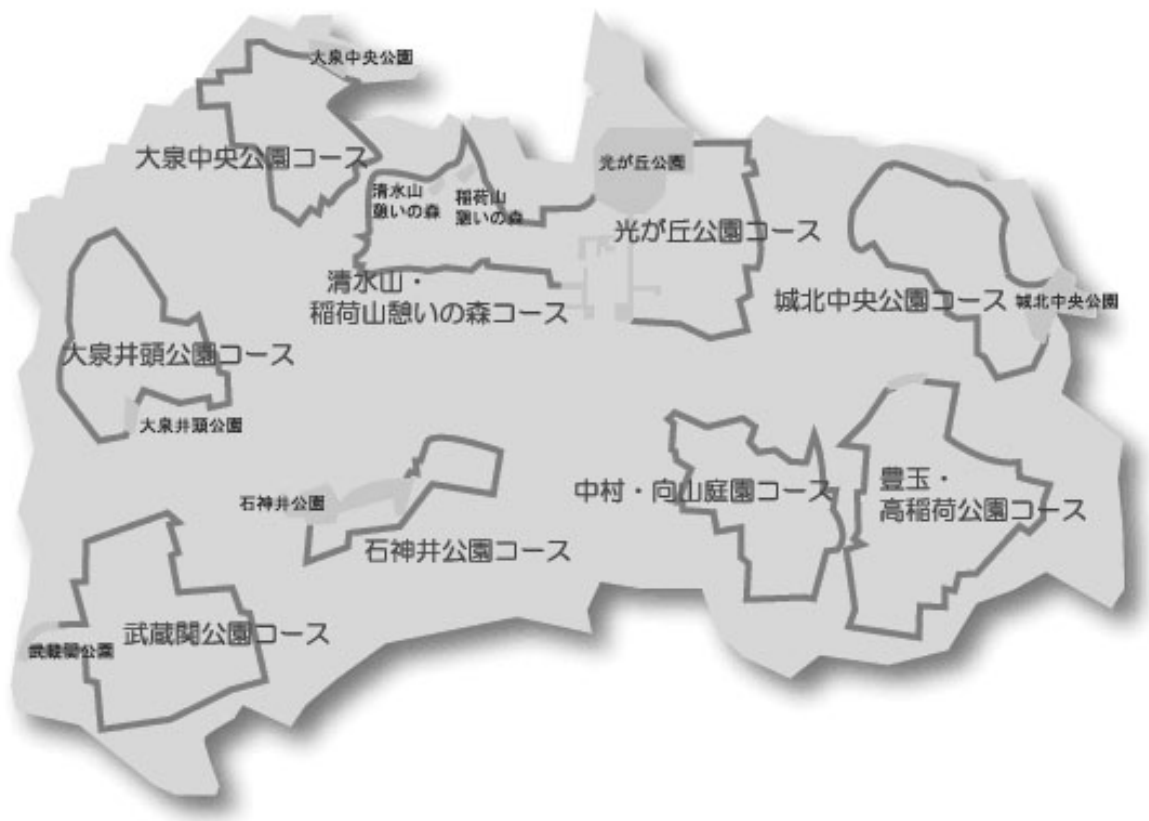 大泉中央公園
大泉中央公園コース
光が丘公園
清水山
憩いの森
稲荷山
憩いの森
光が丘公園コース
清水山・
稲荷山憩いの森コース
城北中央公園コース
城北中央公園
大泉井頭公園コース
大泉井頭公園
中村・向山庭園コース
豊玉・
高稲荷公園コース
石神井公園
石神井公園コース
武蔵関公園コース
武蔵関公園